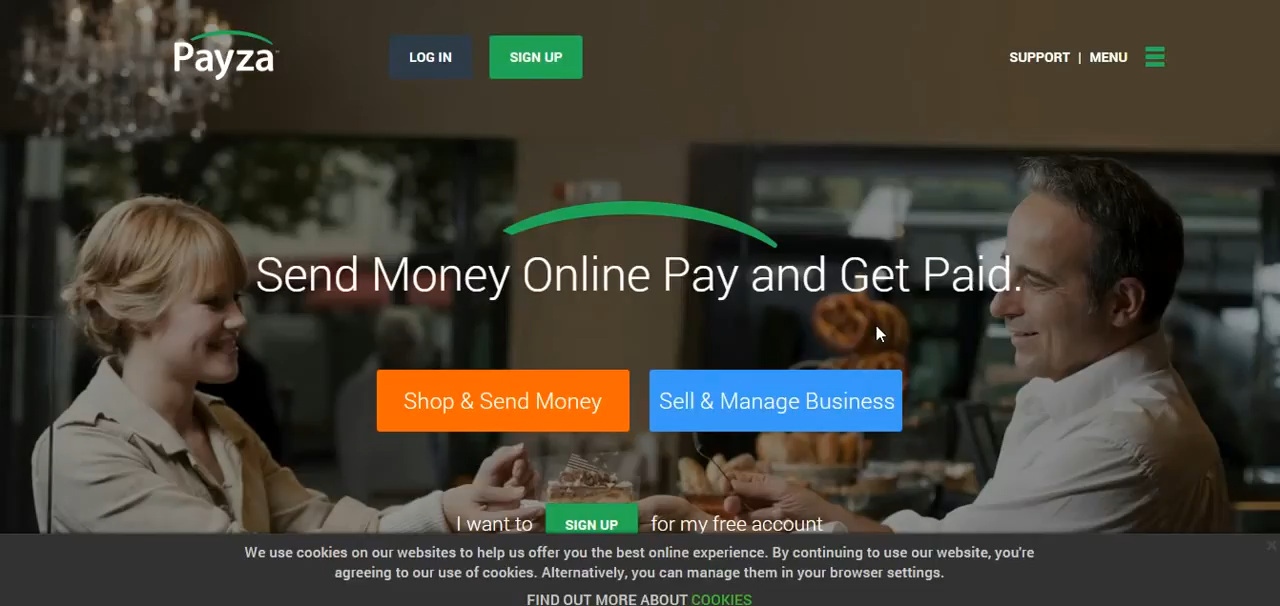 Payza
LOG IN
SIGN UP
SUPPORT | MENU
Send Money Online Pay and Get Paid.
Shop & Send Money
Sell & Manage Business
I want to SIGN UP for my free account
We use cookies on our websites to help us offer you the best online experience. By continuing to use our website, you're
agreeing to our use of cookies. Alternatively, you can manage them in your browser settings.
FIND OUT MORE ABOUT COOKIES